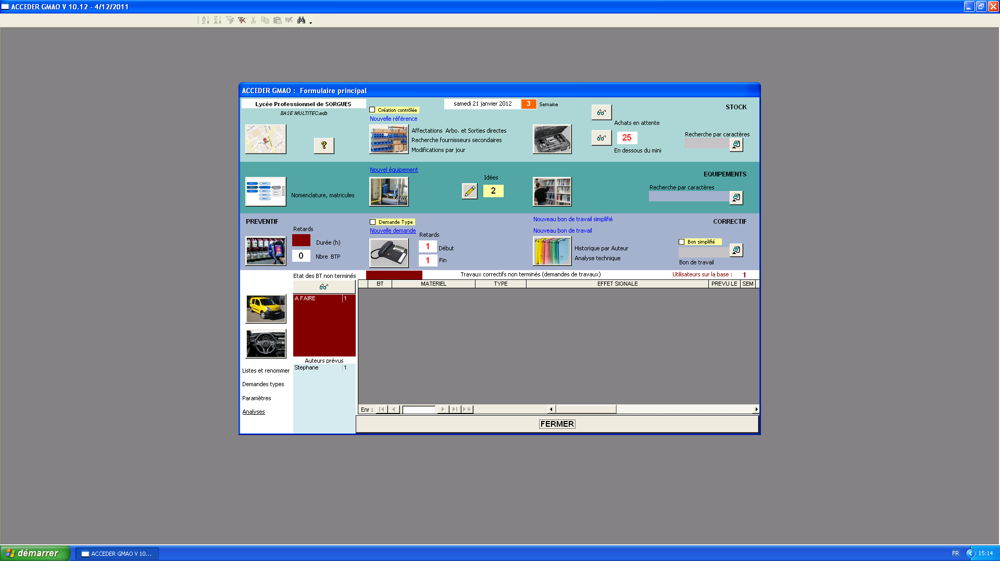 ACCEDER GMAO V 10.12 - 4/12/2011
ACCEDER GMAO : Formulaire principal
Lycée Professionnel de SORGUES
BASE MULTITEC.mdb
Création contrôlée
Nouvelle référence
samedi 21 janvier 2012 3 Semaine
STOCK
Affectations Arbo. et Sorties directes
Recherche fournisseurs secondaires
Modifications par jour
?
Achats en attente
25
En dessous du mini
Recherche par caractères
Nouvel équipement
EQUIPEMENTS
Nomenclature, matricules
Idées
2
Recherche par caractères
PREVENTIF
Retards
Durée (h)
0 Nbre BTP
Demande Type
Nouvelle demande
Retards
1 Début
1 Fin
Nouveau bon de travail simplifié
Nouveau bon de travail
Historique par Auteur
Analyse technique
CORRECTIF
Bon simplifié
Bon de travail
Etat des BT non terminés
Travaux correctifs non terminés (demandes de travaux)
Utilisateurs sur la base : 1
BT MATERIEL TYPE EFFET SIGNALE PREVU LE SEM
A FAIRE 1
Auteurs prévus
Stephane 1
Listes et renommer
Demandes types
Paramètres
Analyses
Enr :
FERMER
démarrer
ACCEDER GMAO V 10...
FR
15:14